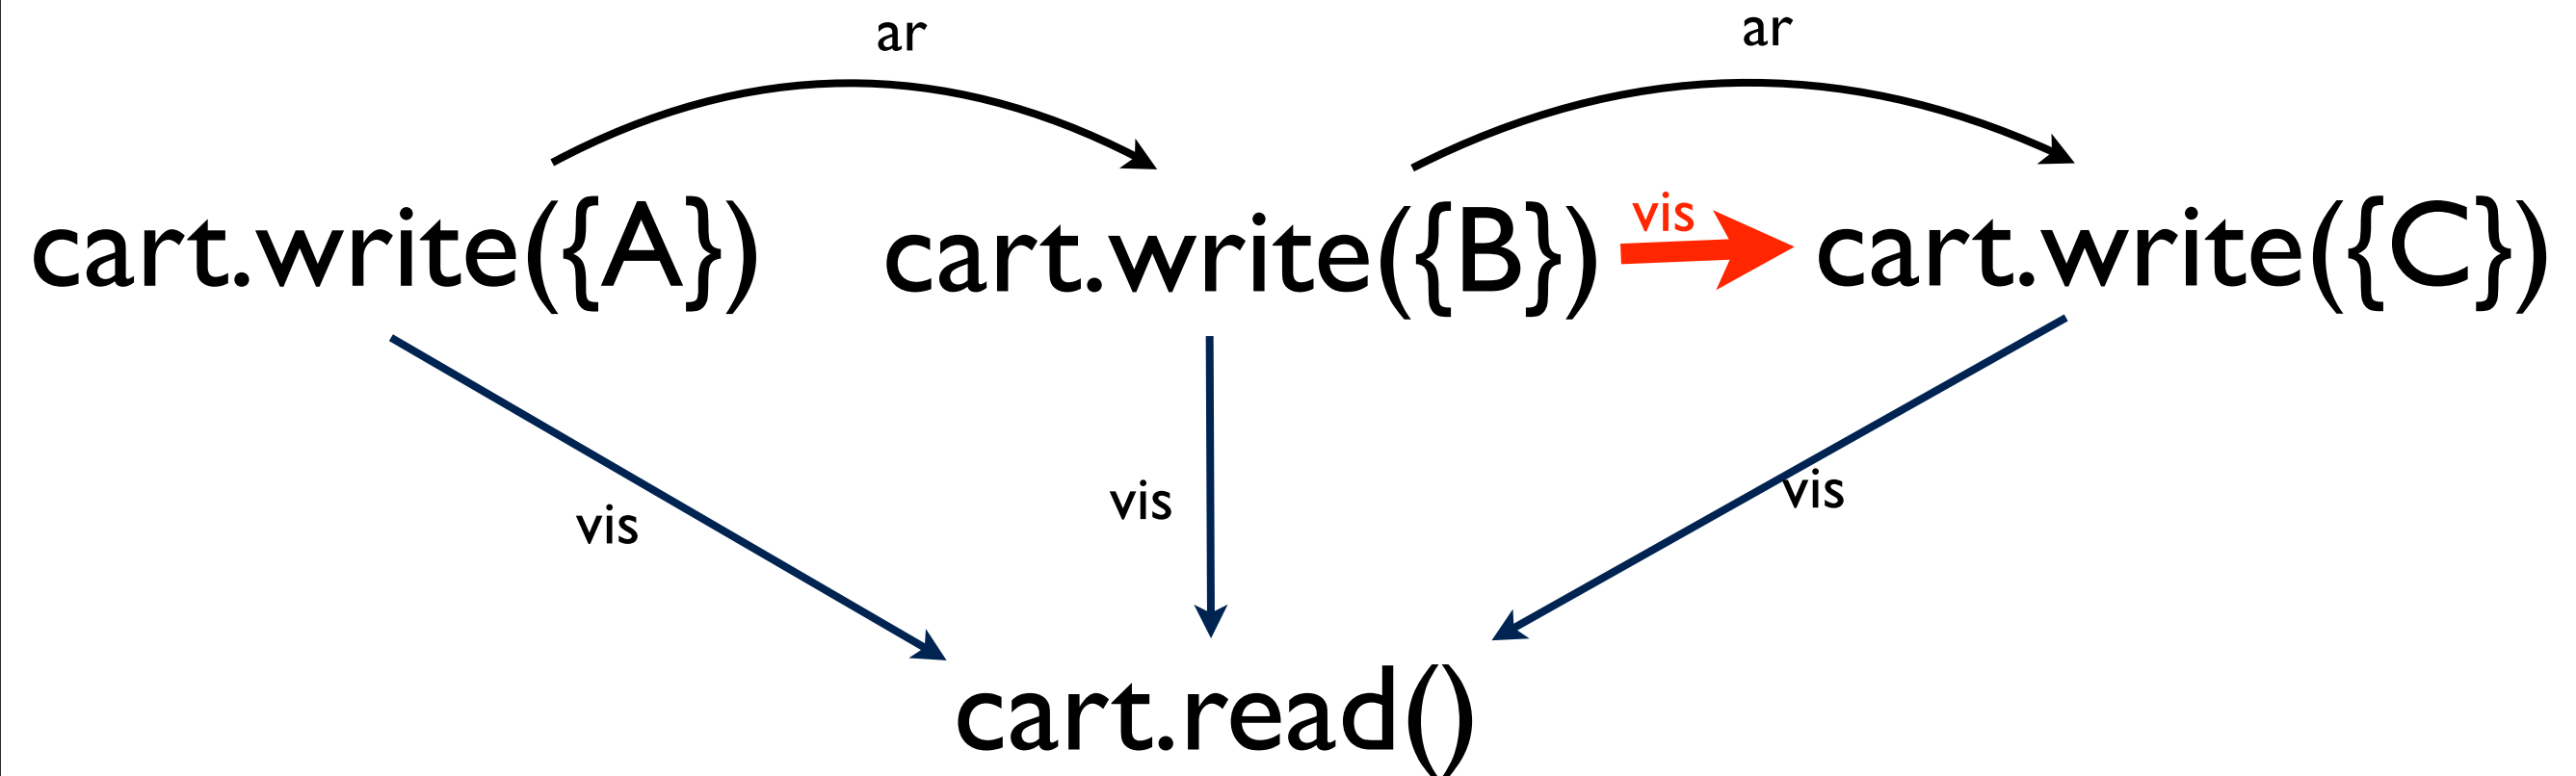 ar ar
cart.write({A}) cart.write({B}) vis cart.write({C})
vis vis vis
cart.read()